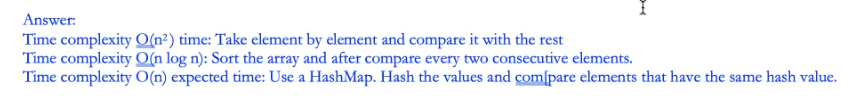 Answer:
Time complexity O(n²) time: Take element by element and compare it with the rest
Time complexity O(n log n): Sort the array and after compare every two consecutive elements.
Time complexity O(n) expected time: Use a HashMap. Hash the values and com[pare elements that have the same hash value.